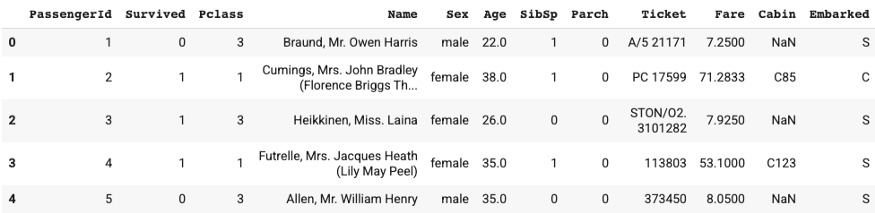 PassengerId Survived Pclass Name Sex Age SibSp Parch Ticket Fare Cabin Embarked
0 1 0 3 Braund, Mr. Owen Harris male 22.0 1 0 A/5 21171 7.2500 NaN S
1 2 1 1 Cumings, Mrs. John Bradley (Florence Briggs Th... female 38.0 1 0 PC 17599 71.2833 C85 C
2 3 1 3 Heikkinen, Miss. Laina female 26.0 0 0 STON/O2. 3101282 7.9250 NaN S
3 4 1 1 Futrelle, Mrs. Jacques Heath (Lily May Peel) female 35.0 1 0 113803 53.1000 C123 S
4 5 0 3 Allen, Mr. William Henry male 35.0 0 0 373450 8.0500 NaN S